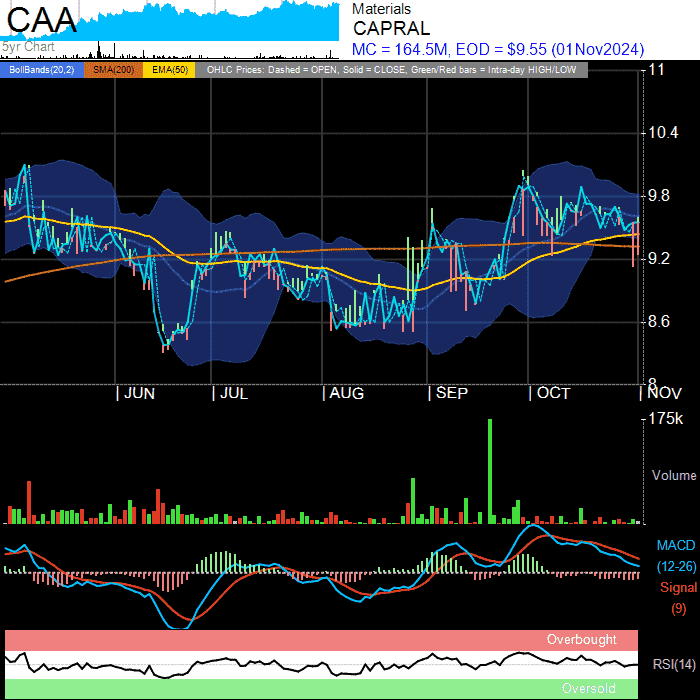 CAA
5yr Chart
Materials
CAPRAL
MC = 164.5M, EOD = $9.55 (01Nov2024)
BollBands(20,2) SMA(200) EMA(50) OHLC Prices: Dashed = OPEN, Solid = CLOSE, Green/Red bars = Intra-day HIGH/LOW
11
10.4
9.8
9.2
8.6
8
| JUN | JUL | AUG | SEP | OCT | NOV
175k
Volume
MACD
(12-26)
Signal
(9)
Overbought
RSI(14)
Oversold